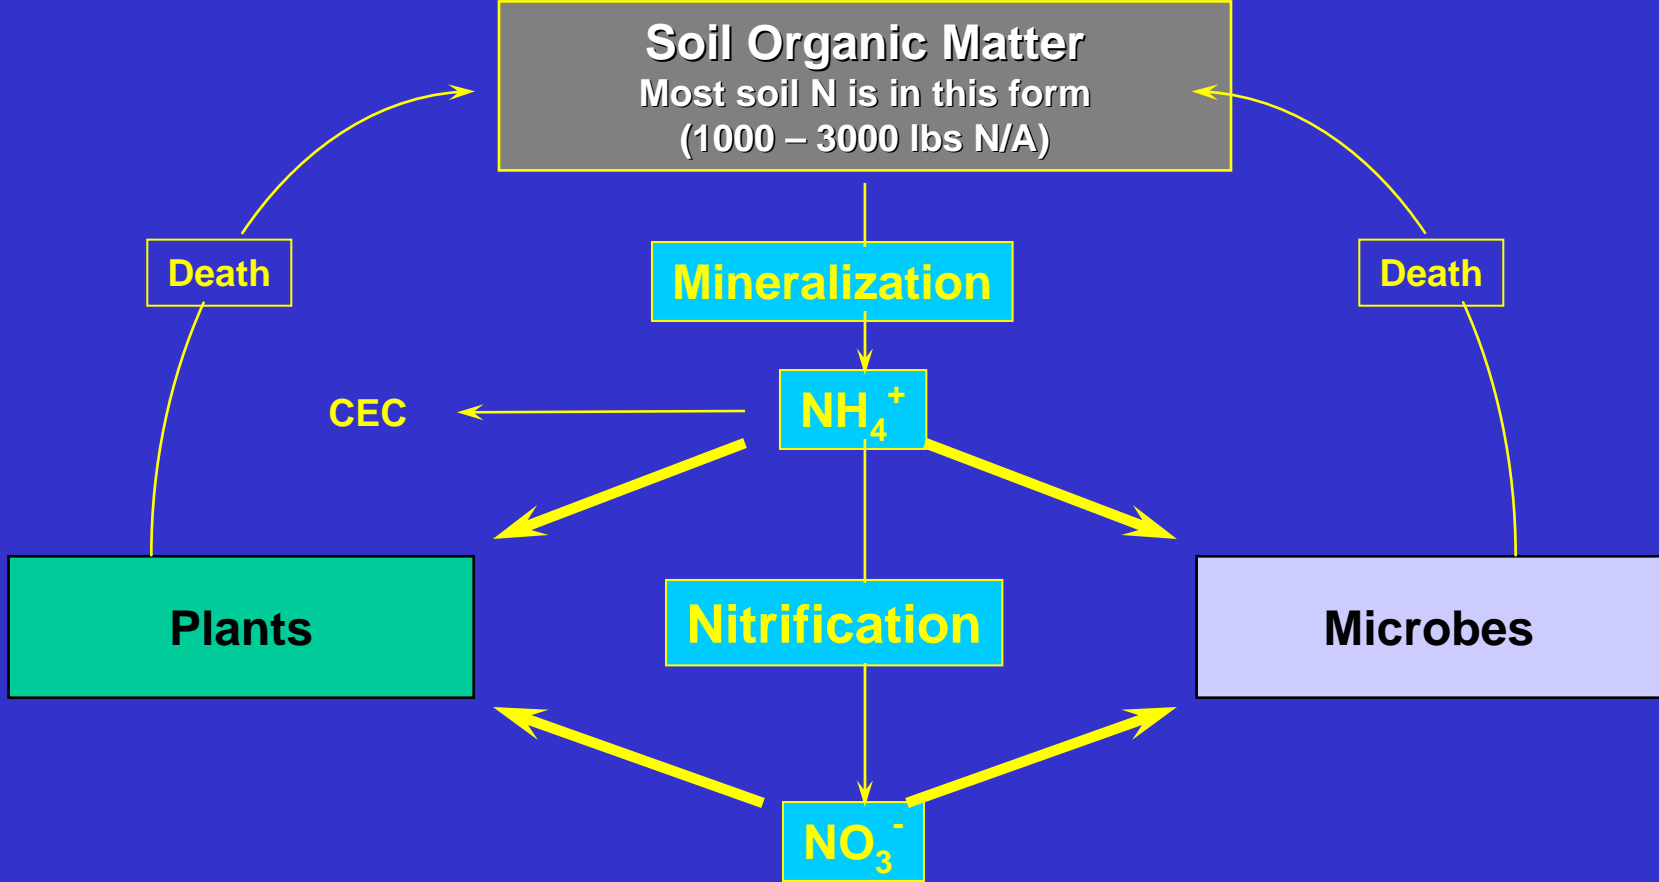 Soil Organic Matter
Most soil N is in this form
(1000 – 3000 lbs N/A)
Death
Mineralization
Death
CEC
NH₄⁺
Plants
Nitrification
Microbes
NO₃⁻